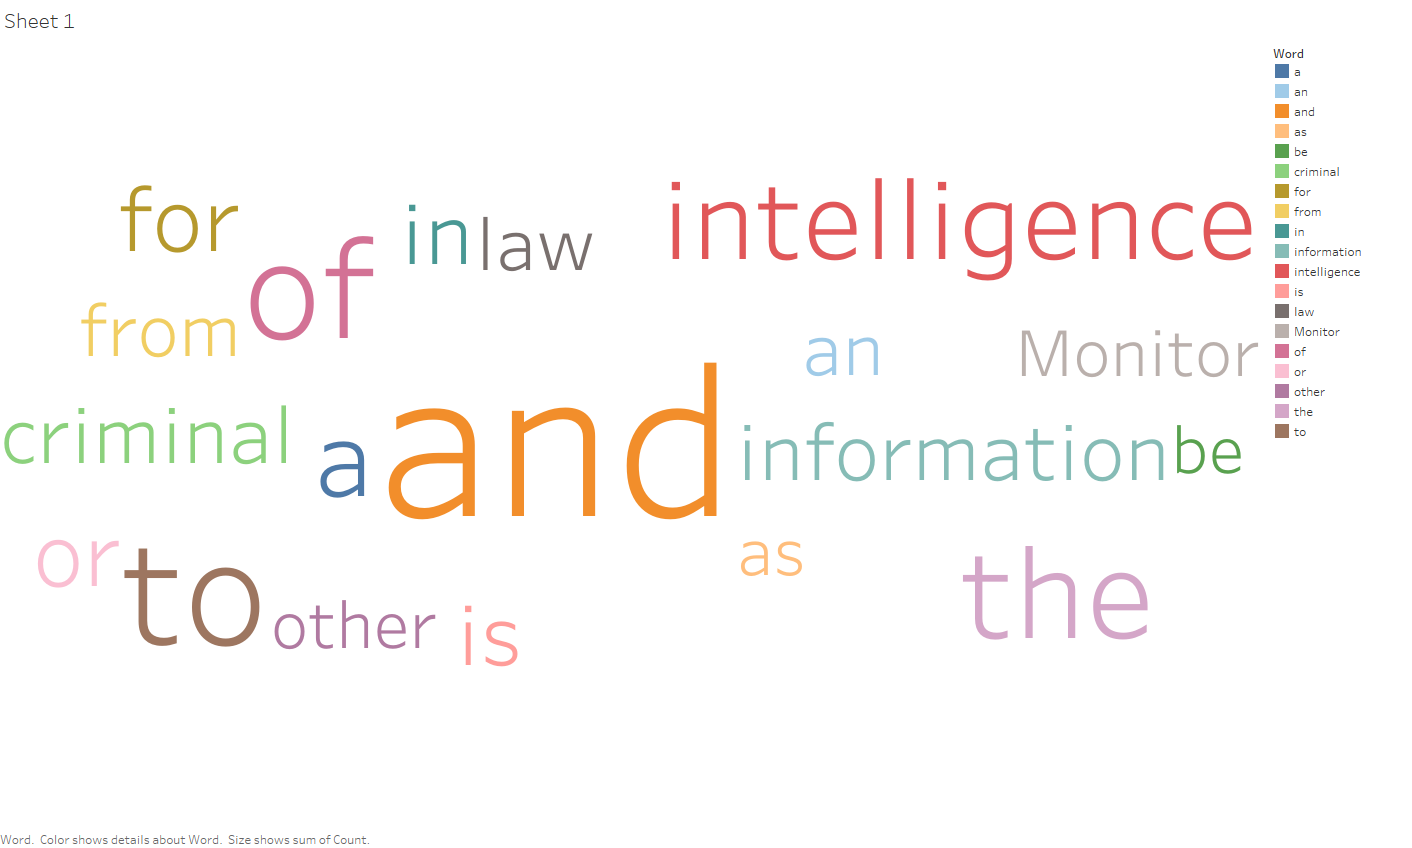 Sheet 1
for
of
in
law
intelligence
from
an
Monitor
criminal
a
and
information
be
or
to
other
is
as
the
Word
a
an
and
as
be
criminal
for
from
in
information
intelligence
is
law
Monitor
of
or
other
the
to
Word.  Color shows details about Word.  Size shows sum of Count.